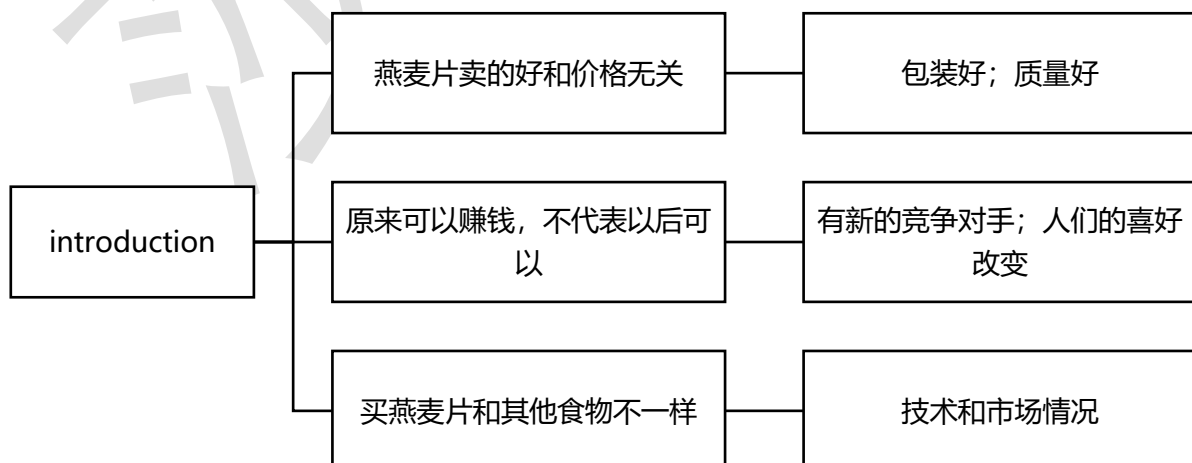 燕麦片卖的好和价格无关
包装好；质量好
introduction
原来可以赚钱，不代表以后可
以
有新的竞争对手；人们的喜好
改变
买燕麦片和其他食物不一样
技术和市场情况